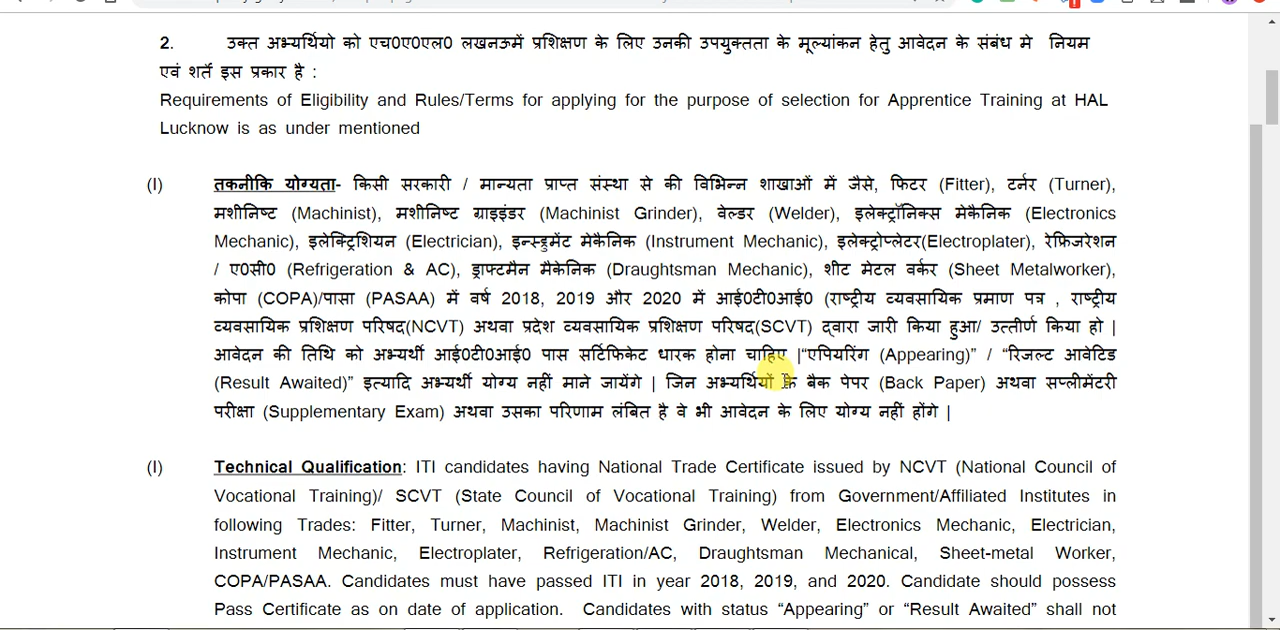 2. उक्त अभ्यर्थियो को एच0ए0एल0 लखनऊमें प्रशिक्षण के लिए उनकी उपयुक्तता के मूल्यांकन हेतु आवेदन के संबंध मे नियम
एवं शर्तें इस प्रकार है :
Requirements of Eligibility and Rules/Terms for applying for the purpose of selection for Apprentice Training at HAL
Lucknow is as under mentioned
(I) तकनीकि योग्यता- किसी सरकारी / मान्यता प्राप्त संस्था से की विभिन्न शाखाओं में जैसे, फिटर (Fitter), टर्नर (Turner),
मशीनिष्ट (Machinist), मशीनिष्ट ग्राइंडर (Machinist Grinder), वेल्डर (Welder), इलेक्ट्रॉनिक्स मेकैनिक (Electronics
Mechanic), इलेक्ट्रिशियन (Electrician), इन्स्ट्रुमेंट मेकैनिक (Instrument Mechanic), इलेक्ट्रोप्लेटर(Electroplater), रेफ्रिजरेशन
/ ए0सी0 (Refrigeration & AC), ड्राफ्टमैन मैकेनिक (Draughtsman Mechanic), शीट मेटल वर्कर (Sheet Metalworker),
कोपा (COPA)/पासा (PASAA) में वर्ष 2018, 2019 और 2020 में आई0टी0आई0 (राष्ट्रीय व्यवसायिक प्रमाण पत्र , राष्ट्रीय
व्यवसायिक प्रशिक्षण परिषद(NCVT) अथवा प्रदेश व्यवसायिक प्रशिक्षण परिषद(SCVT) द्वारा जारी किया हुआ/ उत्तीर्ण किया हो |
आवेदन की तिथि को अभ्यर्थी आई0टी0आई0 पास सर्टिफिकेट धारक होना चाहिए |“एपियरिंग (Appearing)” / “रिजल्ट आवेटिड
(Result Awaited)” इत्यादि अभ्यर्थी योग्य नहीं माने जायेंगे | जिन अभ्यर्थियों के बैक पेपर (Back Paper) अथवा सप्लीमेंटरी
परीक्षा (Supplementary Exam) अथवा उसका परिणाम लंबित है वे भी आवेदन के लिए योग्य नहीं होंगे |
(I) Technical Qualification: ITI candidates having National Trade Certificate issued by NCVT (National Council of
Vocational Training)/ SCVT (State Council of Vocational Training) from Government/Affiliated Institutes in
following Trades: Fitter, Turner, Machinist, Machinist Grinder, Welder, Electronics Mechanic, Electrician,
Instrument Mechanic, Electroplater, Refrigeration/AC, Draughtsman Mechanical, Sheet-metal Worker,
COPA/PASAA. Candidates must have passed ITI in year 2018, 2019, and 2020. Candidate should possess
Pass Certificate as on date of application. Candidates with status “Appearing” or “Result Awaited” shall not